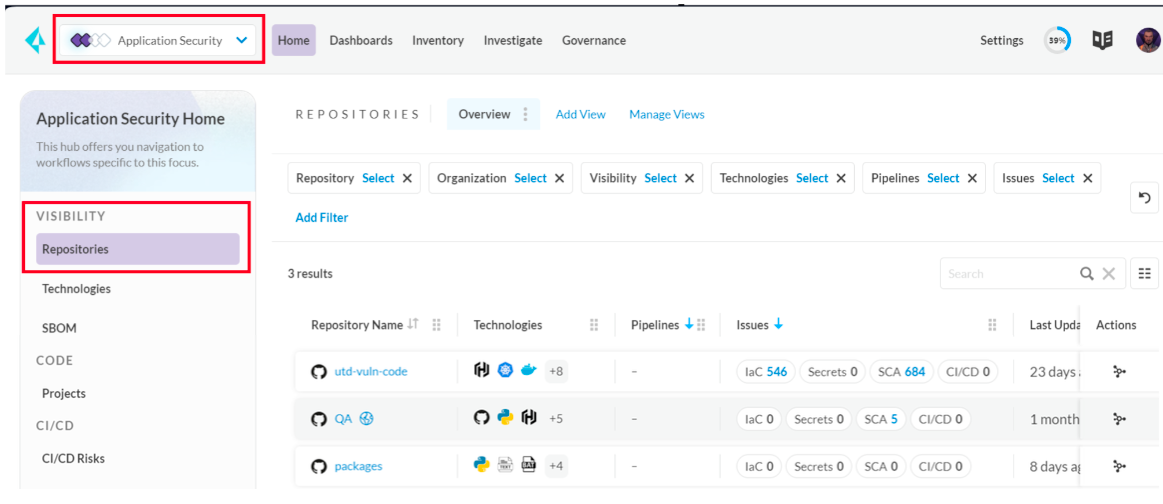 Application Security
Home Dashboards Inventory Investigate Governance
Settings 39%
Application Security Home
This hub offers you navigation to
workflows specific to this focus.
VISIBILITY
Repositories
Technologies
SBOM
CODE
Projects
CI/CD
CI/CD Risks
REPOSITORIES Overview Add View Manage Views
Repository Select Organization Select Visibility Select Technologies Select Pipelines Select Issues Select
Add Filter
3 results Search
Repository Name Technologies Pipelines Issues Last Upda Actions
utd-vuln-code +8 – IaC 546 Secrets 0 SCA 684 CI/CD 0 23 days
QA +5 – IaC 0 Secrets 0 SCA 5 CI/CD 0 1 month
packages +4 – IaC 0 Secrets 0 SCA 0 CI/CD 0 8 days ag